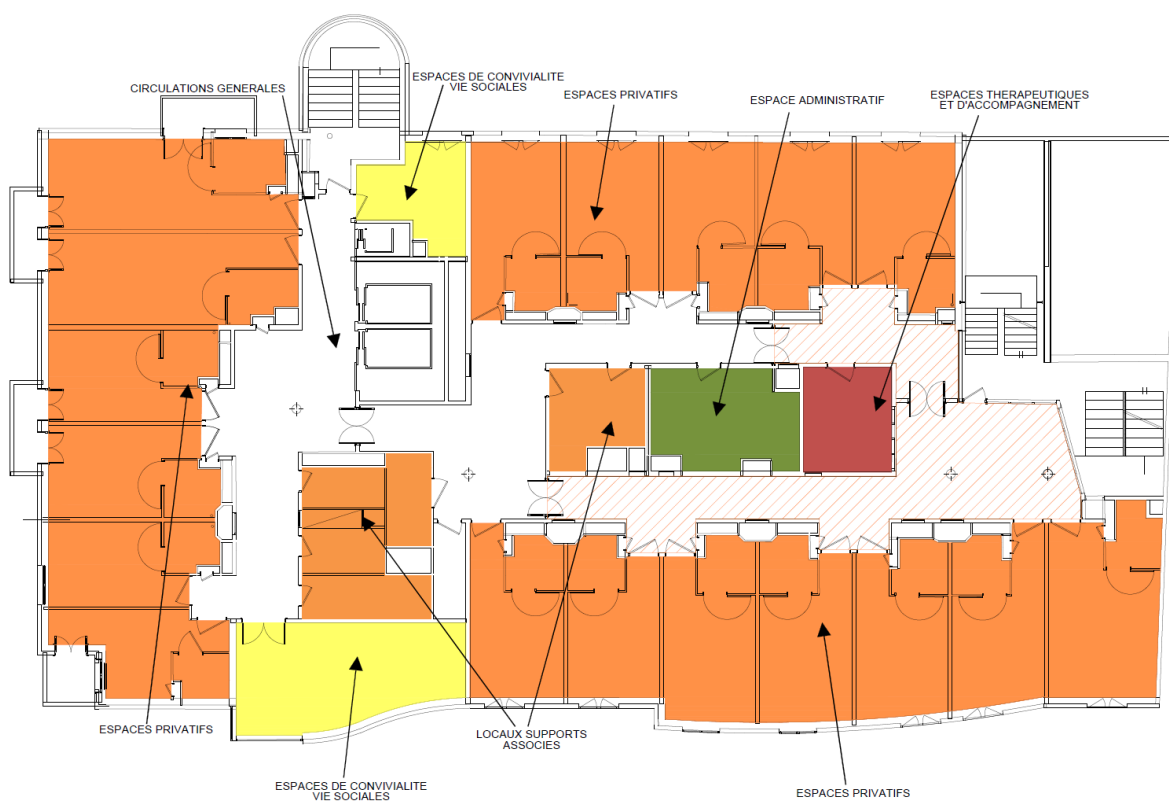 ESPACES DE CONVIVIALITE
VIE SOCIALES
CIRCULATIONS GENERALES
ESPACES PRIVATIFS
ESPACE ADMINISTRATIF
ESPACES THERAPEUTIQUES
ET D'ACCOMPAGNEMENT
ESPACES PRIVATIFS
LOCAUX SUPPORTS
ASSOCIES
ESPACES DE CONVIVIALITE
VIE SOCIALES
ESPACES PRIVATIFS